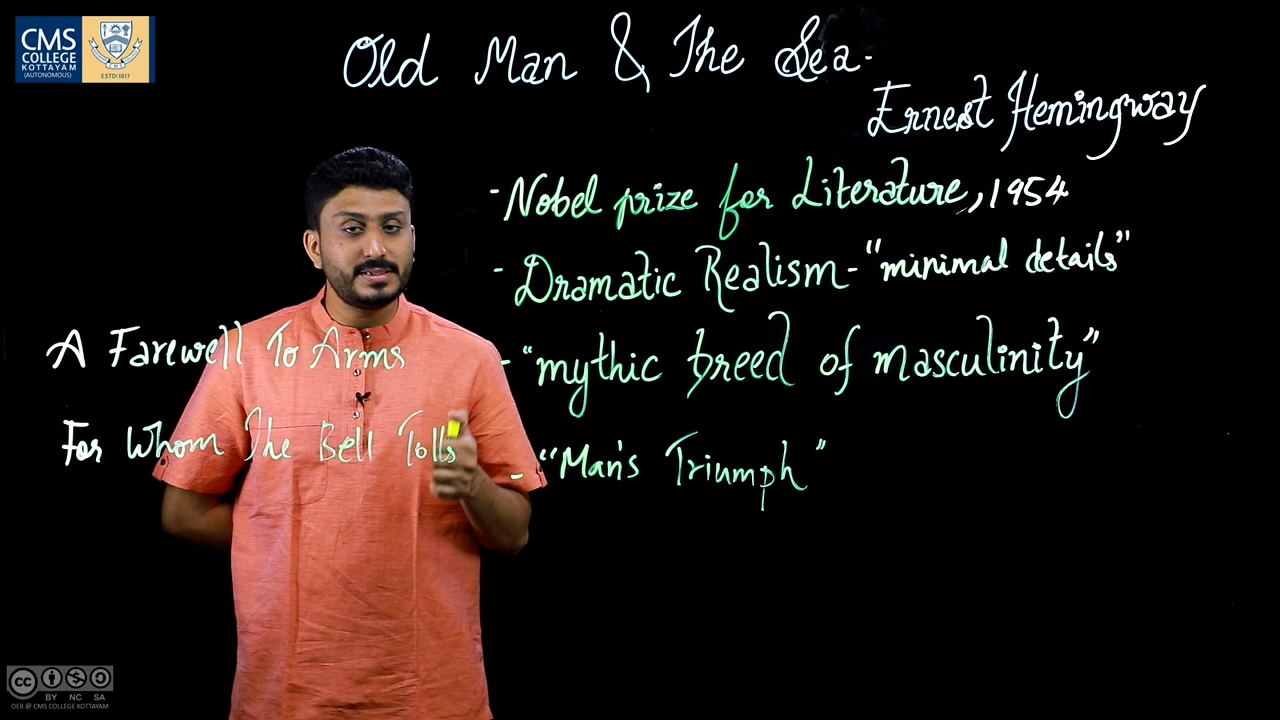 CMS
COLLEGE
KOTTAYAM
(AUTONOMOUS)
CMS
ESTD:1817
Old Man & The Sea-
Ernest Hemingway
- Nobel prize for Literature, 1954
- Dramatic Realism - "minimal details"
- "mythic breed of masculinity"
- "Man's Triumph"
A Farewell To Arms
For Whom The Bell Tolls
cc
BY NC SA
OER @ CMS COLLEGE KOTTAYAM